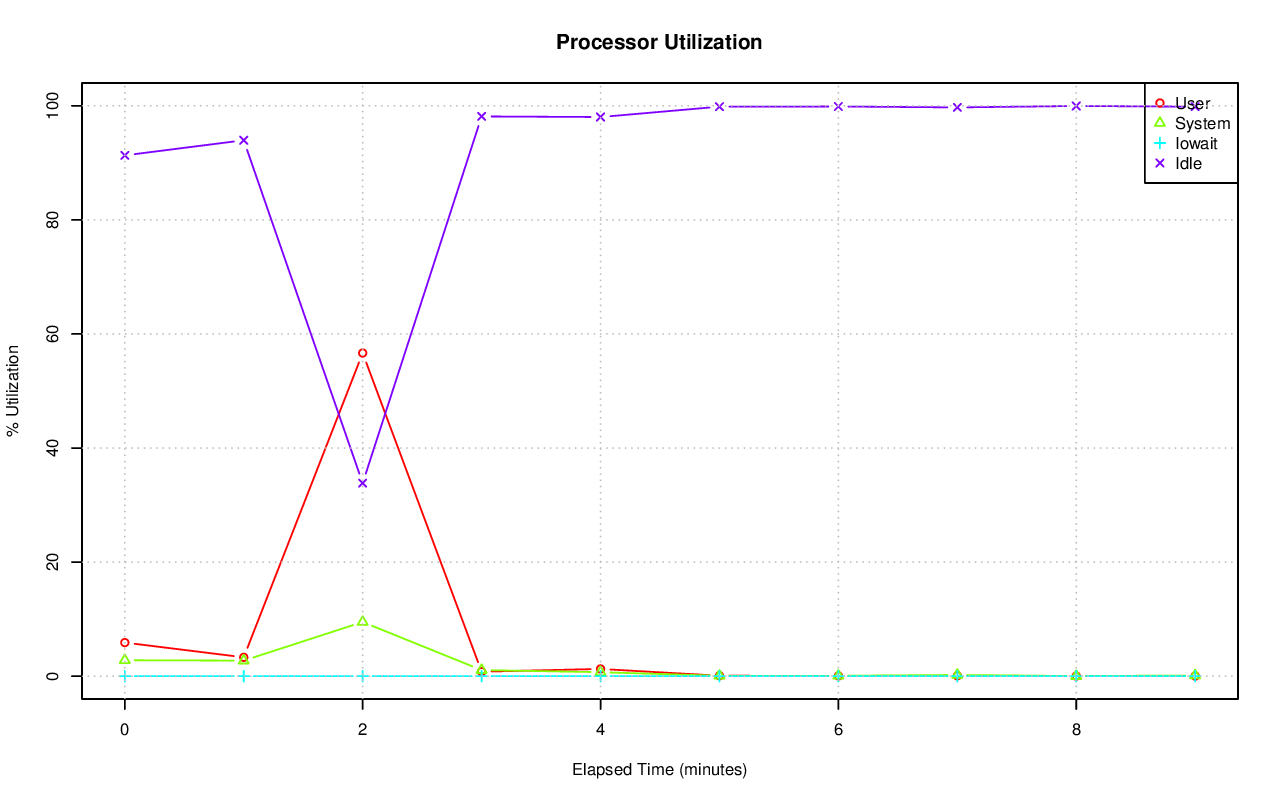 Processor Utilization
100
80
60
40
20
0
% Utilization
User
System
Iowait
Idle
0 2 4 6 8
Elapsed Time (minutes)